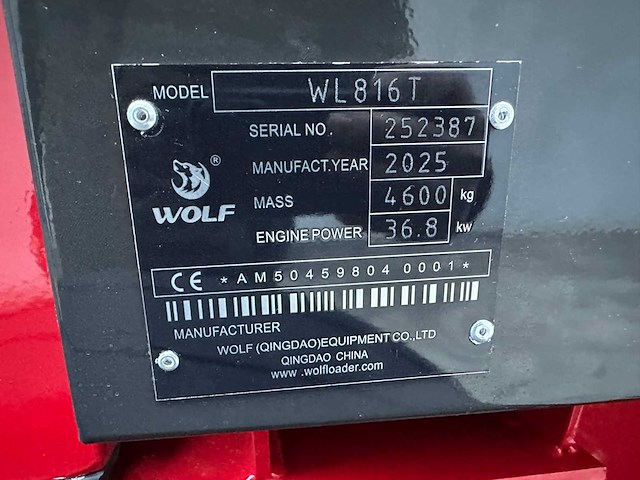 MODEL WL816T
SERIAL NO. 252387
MANUFACT.YEAR 2025
MASS 4600 kg
ENGINE POWER 36.8 kw
®
WOLF
CE *AM50459804 0001*
MANUFACTURER
WOLF (QINGDAO)EQUIPMENT CO.,LTD
QINGDAO CHINA
www.wolfloader.com